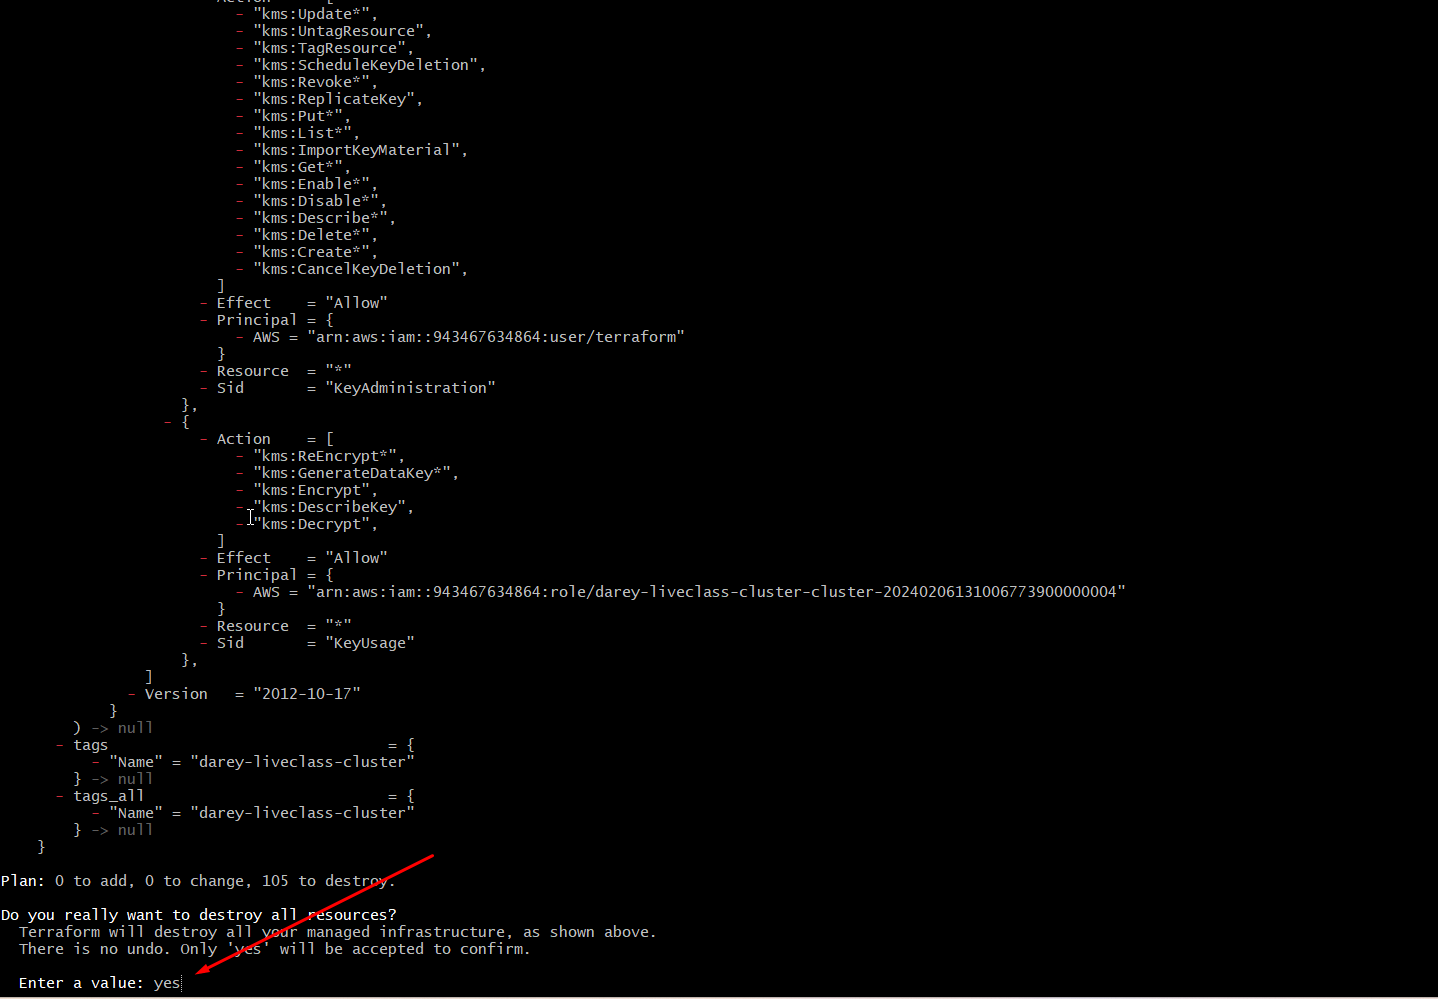 Action = [
- "kms:Update*",
- "kms:UntagResource",
- "kms:TagResource",
- "kms:ScheduleKeyDeletion",
- "kms:Revoke*",
- "kms:ReplicateKey",
- "kms:Put*",
- "kms:List*",
- "kms:ImportKeyMaterial",
- "kms:Get*",
- "kms:Enable*",
- "kms:Disable*",
- "kms:Describe*",
- "kms:Delete*",
- "kms:Create*",
- "kms:CancelKeyDeletion",
]
- Effect = "Allow"
- Principal = {
- AWS = "arn:aws:iam::943467634864:user/terraform"
}
- Resource = "*"
- Sid = "KeyAdministration"
},
- {
- Action = [
- "kms:ReEncrypt*",
- "kms:GenerateDataKey*",
- "kms:Encrypt",
- "kms:DescribeKey",
- "kms:Decrypt",
]
- Effect = "Allow"
- Principal = {
- AWS = "arn:aws:iam::943467634864:role/darey-liveclass-cluster-cluster-20240206131006773900000004"
}
- Resource = "*"
- Sid = "KeyUsage"
},
]
- Version = "2012-10-17"
}
) -> null
- tags = {
- "Name" = "darey-liveclass-cluster"
} -> null
- tags_all = {
- "Name" = "darey-liveclass-cluster"
} -> null
}
Plan: 0 to add, 0 to change, 105 to destroy.
Do you really want to destroy all resources?
Terraform will destroy all your managed infrastructure, as shown above.
There is no undo. Only 'yes' will be accepted to confirm.
Enter a value: yes